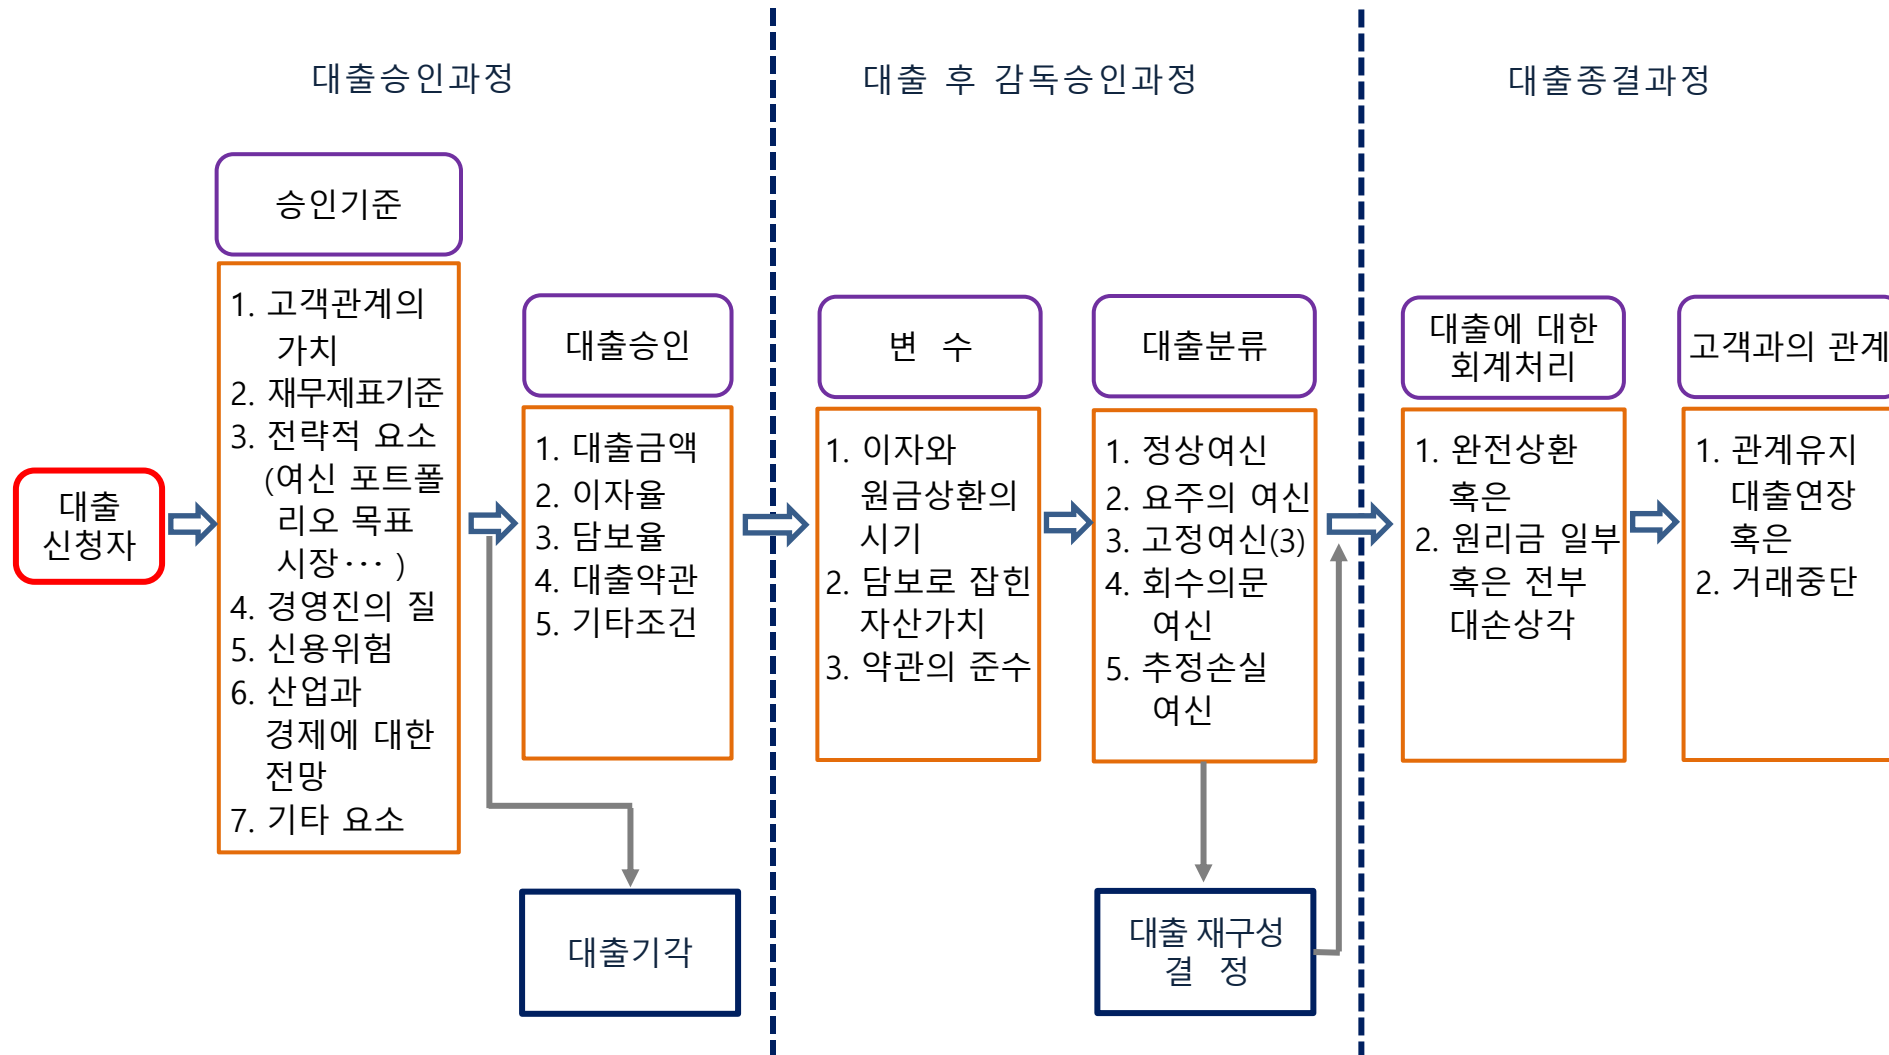 대출승인과정
대출 후 감독승인과정
대출종결과정
대출
신청자
승인기준
1. 고객관계의
가치
2. 재무제표기준
3. 전략적 요소
(여신 포트폴
리오 목표
시장… )
4. 경영진의 질
5. 신용위험
6. 산업과
경제에 대한
전망
7. 기타 요소
대출승인
1. 대출금액
2. 이자율
3. 담보율
4. 대출약관
5. 기타조건
대출기각
변 수
1. 이자와
원금상환의
시기
2. 담보로 잡힌
자산가치
3. 약관의 준수
대출분류
1. 정상여신
2. 요주의 여신
3. 고정여신(3)
4. 회수의문
여신
5. 추정손실
여신
대출 재구성
결 정
대출에 대한
회계처리
1. 완전상환
혹은
2. 원리금 일부
혹은 전부
대손상각
고객과의 관계
1. 관계유지
대출연장
혹은
2. 거래중단